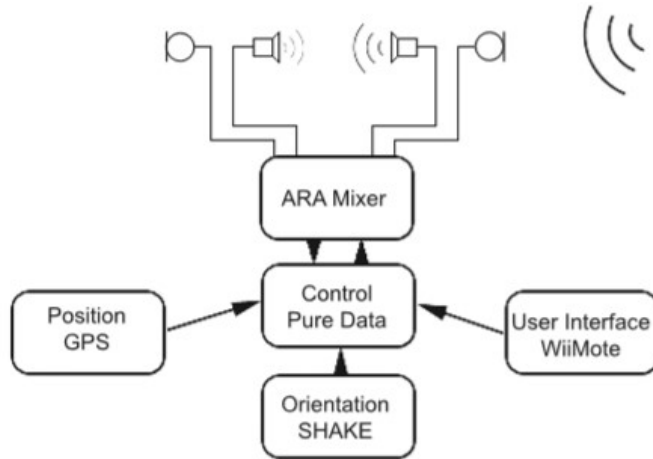 ARA Mixer
Control
Pure Data
Position
GPS
User Interface
WiiMote
Orientation
SHAKE